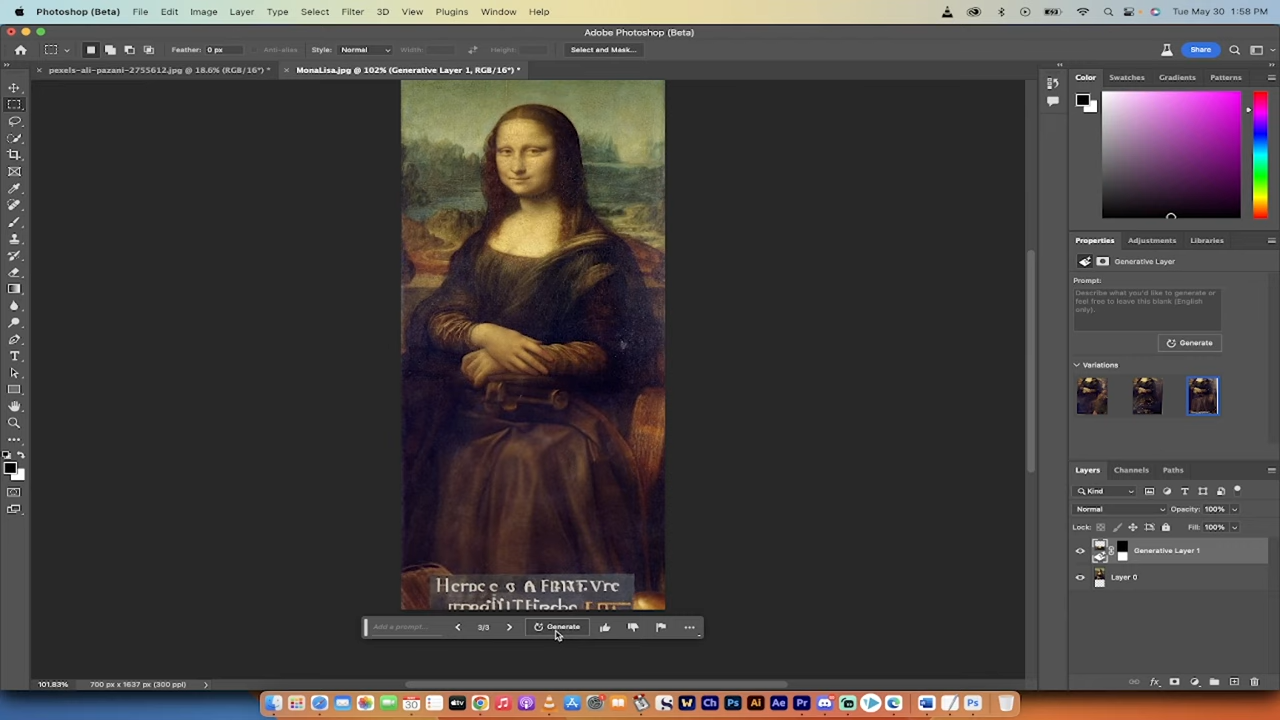 Photoshop (Beta) File Edit Image Layer Type Select Filter 3D View Plugins Window Help Tue May 30 1:58 PM
Adobe Photoshop (Beta)
Feather: 0 px Anti-alias Style: Normal Width: Height: Select and Mask... Share
pexels-ali-pazani-2755612.jpg @ 18.6% (RGB/16*) * MonaLisa.jpg @ 102% (Generative Layer 1, RGB/16*) *
Color Swatches Gradients Patterns
Properties Adjustments Libraries
Generative Layer
Prompt:
Describe what you'd like to generate or
feel free to leave this blank (English
only).
Generate
Variations
Layers Channels Paths
Kind
Normal Opacity: 100%
Lock: Fill: 100%
Generative Layer 1
Layer 0
Add a prompt... 3/3 Generate
101.83% 700 px x 1637 px (300 ppi)